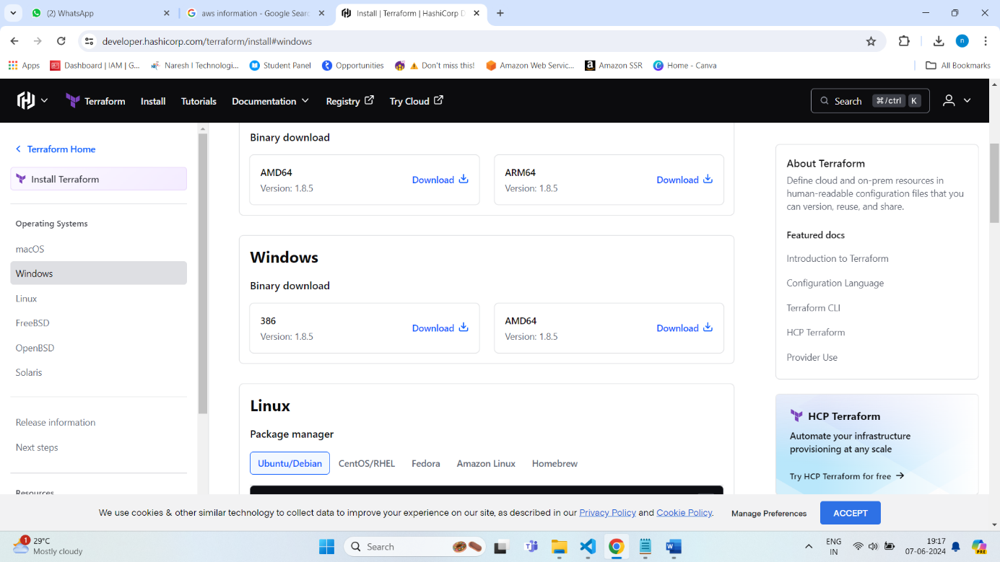 (2) WhatsApp
aws information - Google Searc
Install | Terraform | HashiCorp D
developer.hashicorp.com/terraform/install#windows
n
Apps
Dashboard | IAM | G...
Naresh I Technologi...
Student Panel
Opportunities
Don't miss this!
Amazon Web Servic...
Amazon SSR
Home - Canva
All Bookmarks
Terraform
Install
Tutorials
Documentation
Registry
Try Cloud
Search
⌘/ctrl
K
Terraform Home
Install Terraform
Operating Systems
macOS
Windows
Linux
FreeBSD
OpenBSD
Solaris
Release information
Next steps
Resources
Binary download
AMD64
Version: 1.8.5
Download
ARM64
Version: 1.8.5
Download
Windows
Binary download
386
Version: 1.8.5
Download
AMD64
Version: 1.8.5
Download
Linux
Package manager
Ubuntu/Debian
CentOS/RHEL
Fedora
Amazon Linux
Homebrew
About Terraform
Define cloud and on-prem resources in
human-readable configuration files that you
can version, reuse, and share.
Featured docs
Introduction to Terraform
Configuration Language
Terraform CLI
HCP Terraform
Provider Use
HCP Terraform
Automate your infrastructure
provisioning at any scale
Try HCP Terraform for free →
We use cookies & other similar technology to collect data to improve your experience on our site, as described in our Privacy Policy and Cookie Policy.
Manage Preferences
ACCEPT
1
29°C
Mostly cloudy
Search
ENG
IN
19:17
07-06-2024
PRE